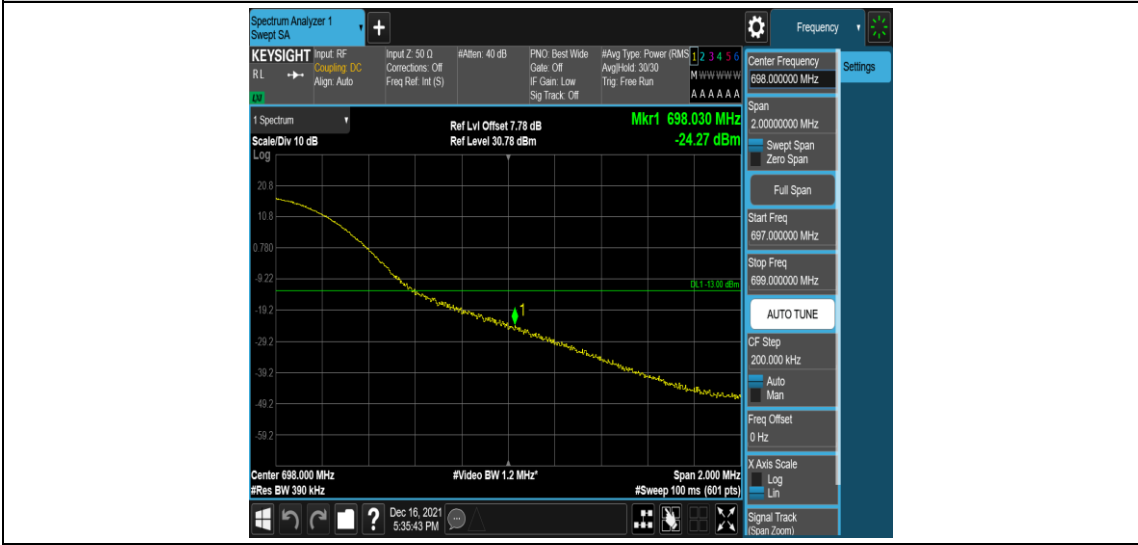 Spectrum Analyzer 1
Swept SA
+
Frequency
KEYSIGHT
RL
LM
Input: RF
Coupling: DC
Align: Auto
Input Z: 50 Ω
Corrections: Off
Freq Ref: Int (S)
#Atten: 40 dB
PNO: Best Wide
Gate: Off
IF Gain: Low
Sig Track: Off
#Avg Type: Power (RMS
Avg|Hold: 30/30
Trig: Free Run
1 2 3 4 5 6
M W W W W W
A A A A A A
1 Spectrum
Scale/Div 10 dB
Log
Ref Lvl Offset 7.78 dB
Ref Level 30.78 dBm
Mkr1 698.030 MHz
-24.27 dBm
20.8
10.8
0.780
-9.22
-19.2
-29.2
-39.2
-49.2
-59.2
DL1 -13.00 dBm
1
Center 698.000 MHz
#Res BW 390 kHz
#Video BW 1.2 MHz*
Span 2.000 MHz
#Sweep 100 ms (601 pts)
?
Dec 16, 2021
5:35:43 PM
Center Frequency
698.000000 MHz
Span
2.00000000 MHz
Swept Span
Zero Span
Full Span
Start Freq
697.000000 MHz
Stop Freq
699.000000 MHz
AUTO TUNE
CF Step
200.000 kHz
Auto
Man
Freq Offset
0 Hz
X Axis Scale
Log
Lin
Signal Track
(Span Zoom)
Settings